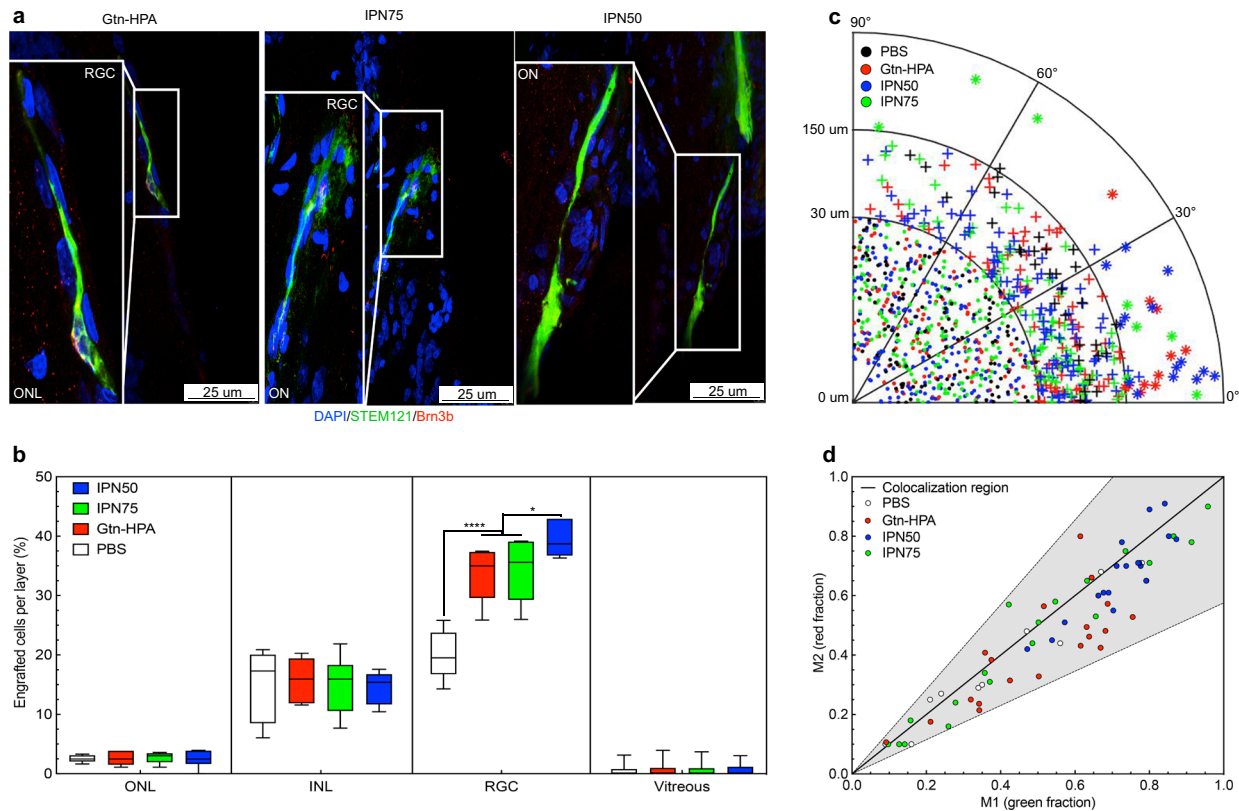 a
Gtn-HPA
IPN75
IPN50
RGC
ONL
25 um
RGC
ON
25 um
ON
25 um
DAPI/STEM121/Brn3b
c
90°
PBS
Gtn-HPA
IPN50
IPN75
60°
150 um
30 um
30°
0 um
0°
b
Engrafted cells per layer (%)
50
40
30
20
10
0
IPN50
IPN75
Gtn-HPA
PBS
****
*
ONL
INL
RGC
Vitreous
d
M2 (red fraction)
1.0
0.8
0.6
0.4
0.2
0.0
Colocalization region
PBS
Gtn-HPA
IPN50
IPN75
0.0
0.2
0.4
0.6
0.8
1.0
M1 (green fraction)